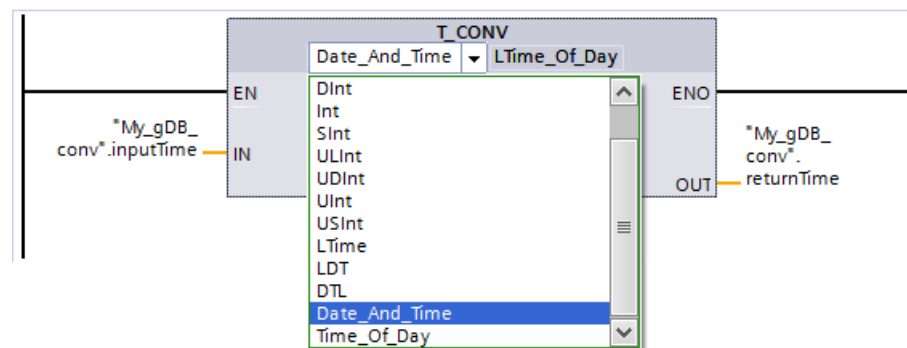 T_CONV
Date_And_Time LTime_Of_Day
EN
ENO
"My_gDB_
conv".inputTime
IN
DInt
Int
SInt
ULInt
UDInt
UInt
USInt
LTime
LDT
DTL
Date_And_Time
Time_Of_Day
OUT
"My_gDB_
conv".
returnTime